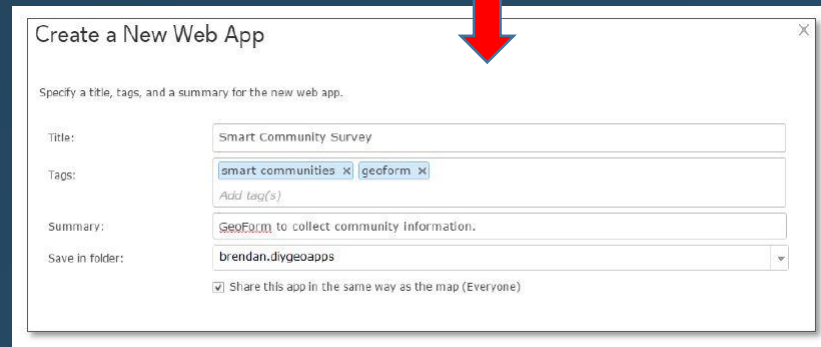 Create a New Web App
Specify a title, tags, and a summary for the new web app.
Title: Smart Community Survey
Tags: smart communities x geoform x
Add tag(s)
Summary: GeoForm to collect community information.
Save in folder: brendan.diygeoapps
Share this app in the same way as the map (Everyone)